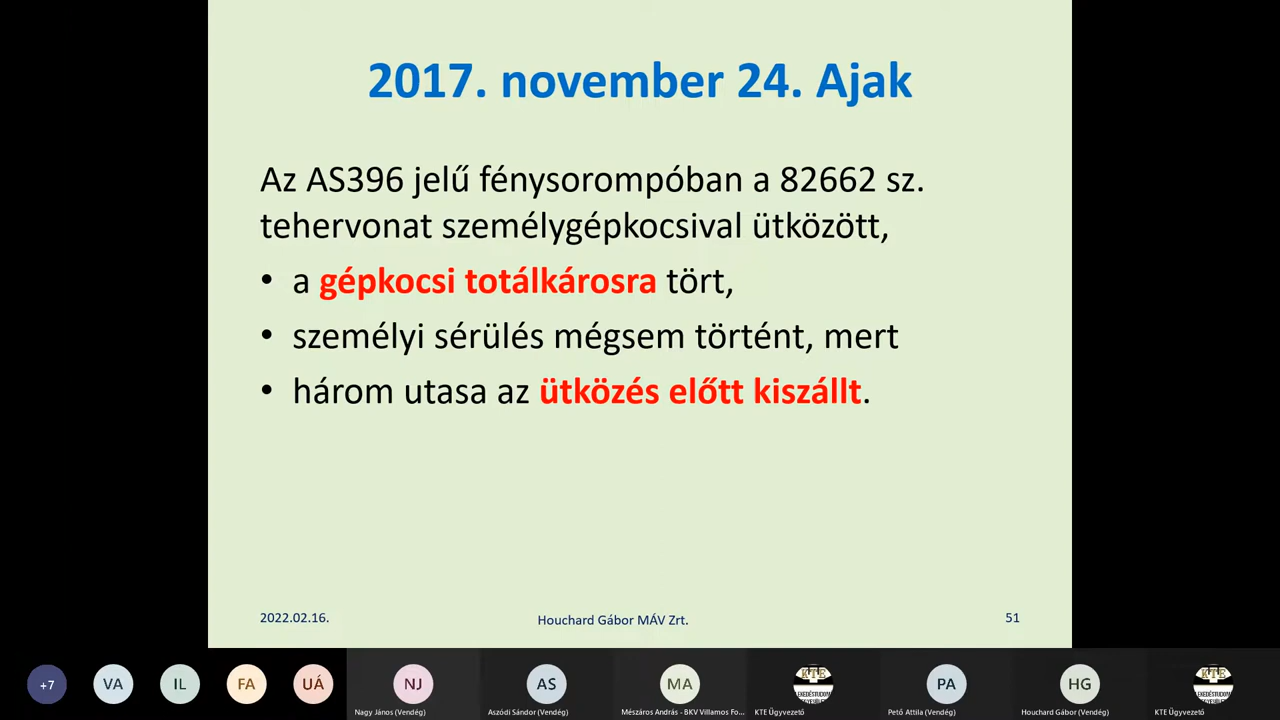 2017. november 24. Ajak
Az AS396 jelű fénysorompóban a 82662 sz.
tehervonat személygépkocsival ütközött,
• a gépkocsi totálkárosra tört,
• személyi sérülés mégsem történt, mert
• három utasa az ütközés előtt kiszállt.
2022.02.16.
Houchard Gábor MÁV Zrt.
51
+7
VA
IL
FA
UÁ
NJ
Nagy János (Vendég)
AS
Aszódi Sándor (Vendég)
MA
Mészáros András - BKV Villamos Fo...
KTE
KTE Ügyvezető
PA
Pető Attila (Vendég)
HG
Houchard Gábor (Vendég)
KTE
KTE Ügyvezető